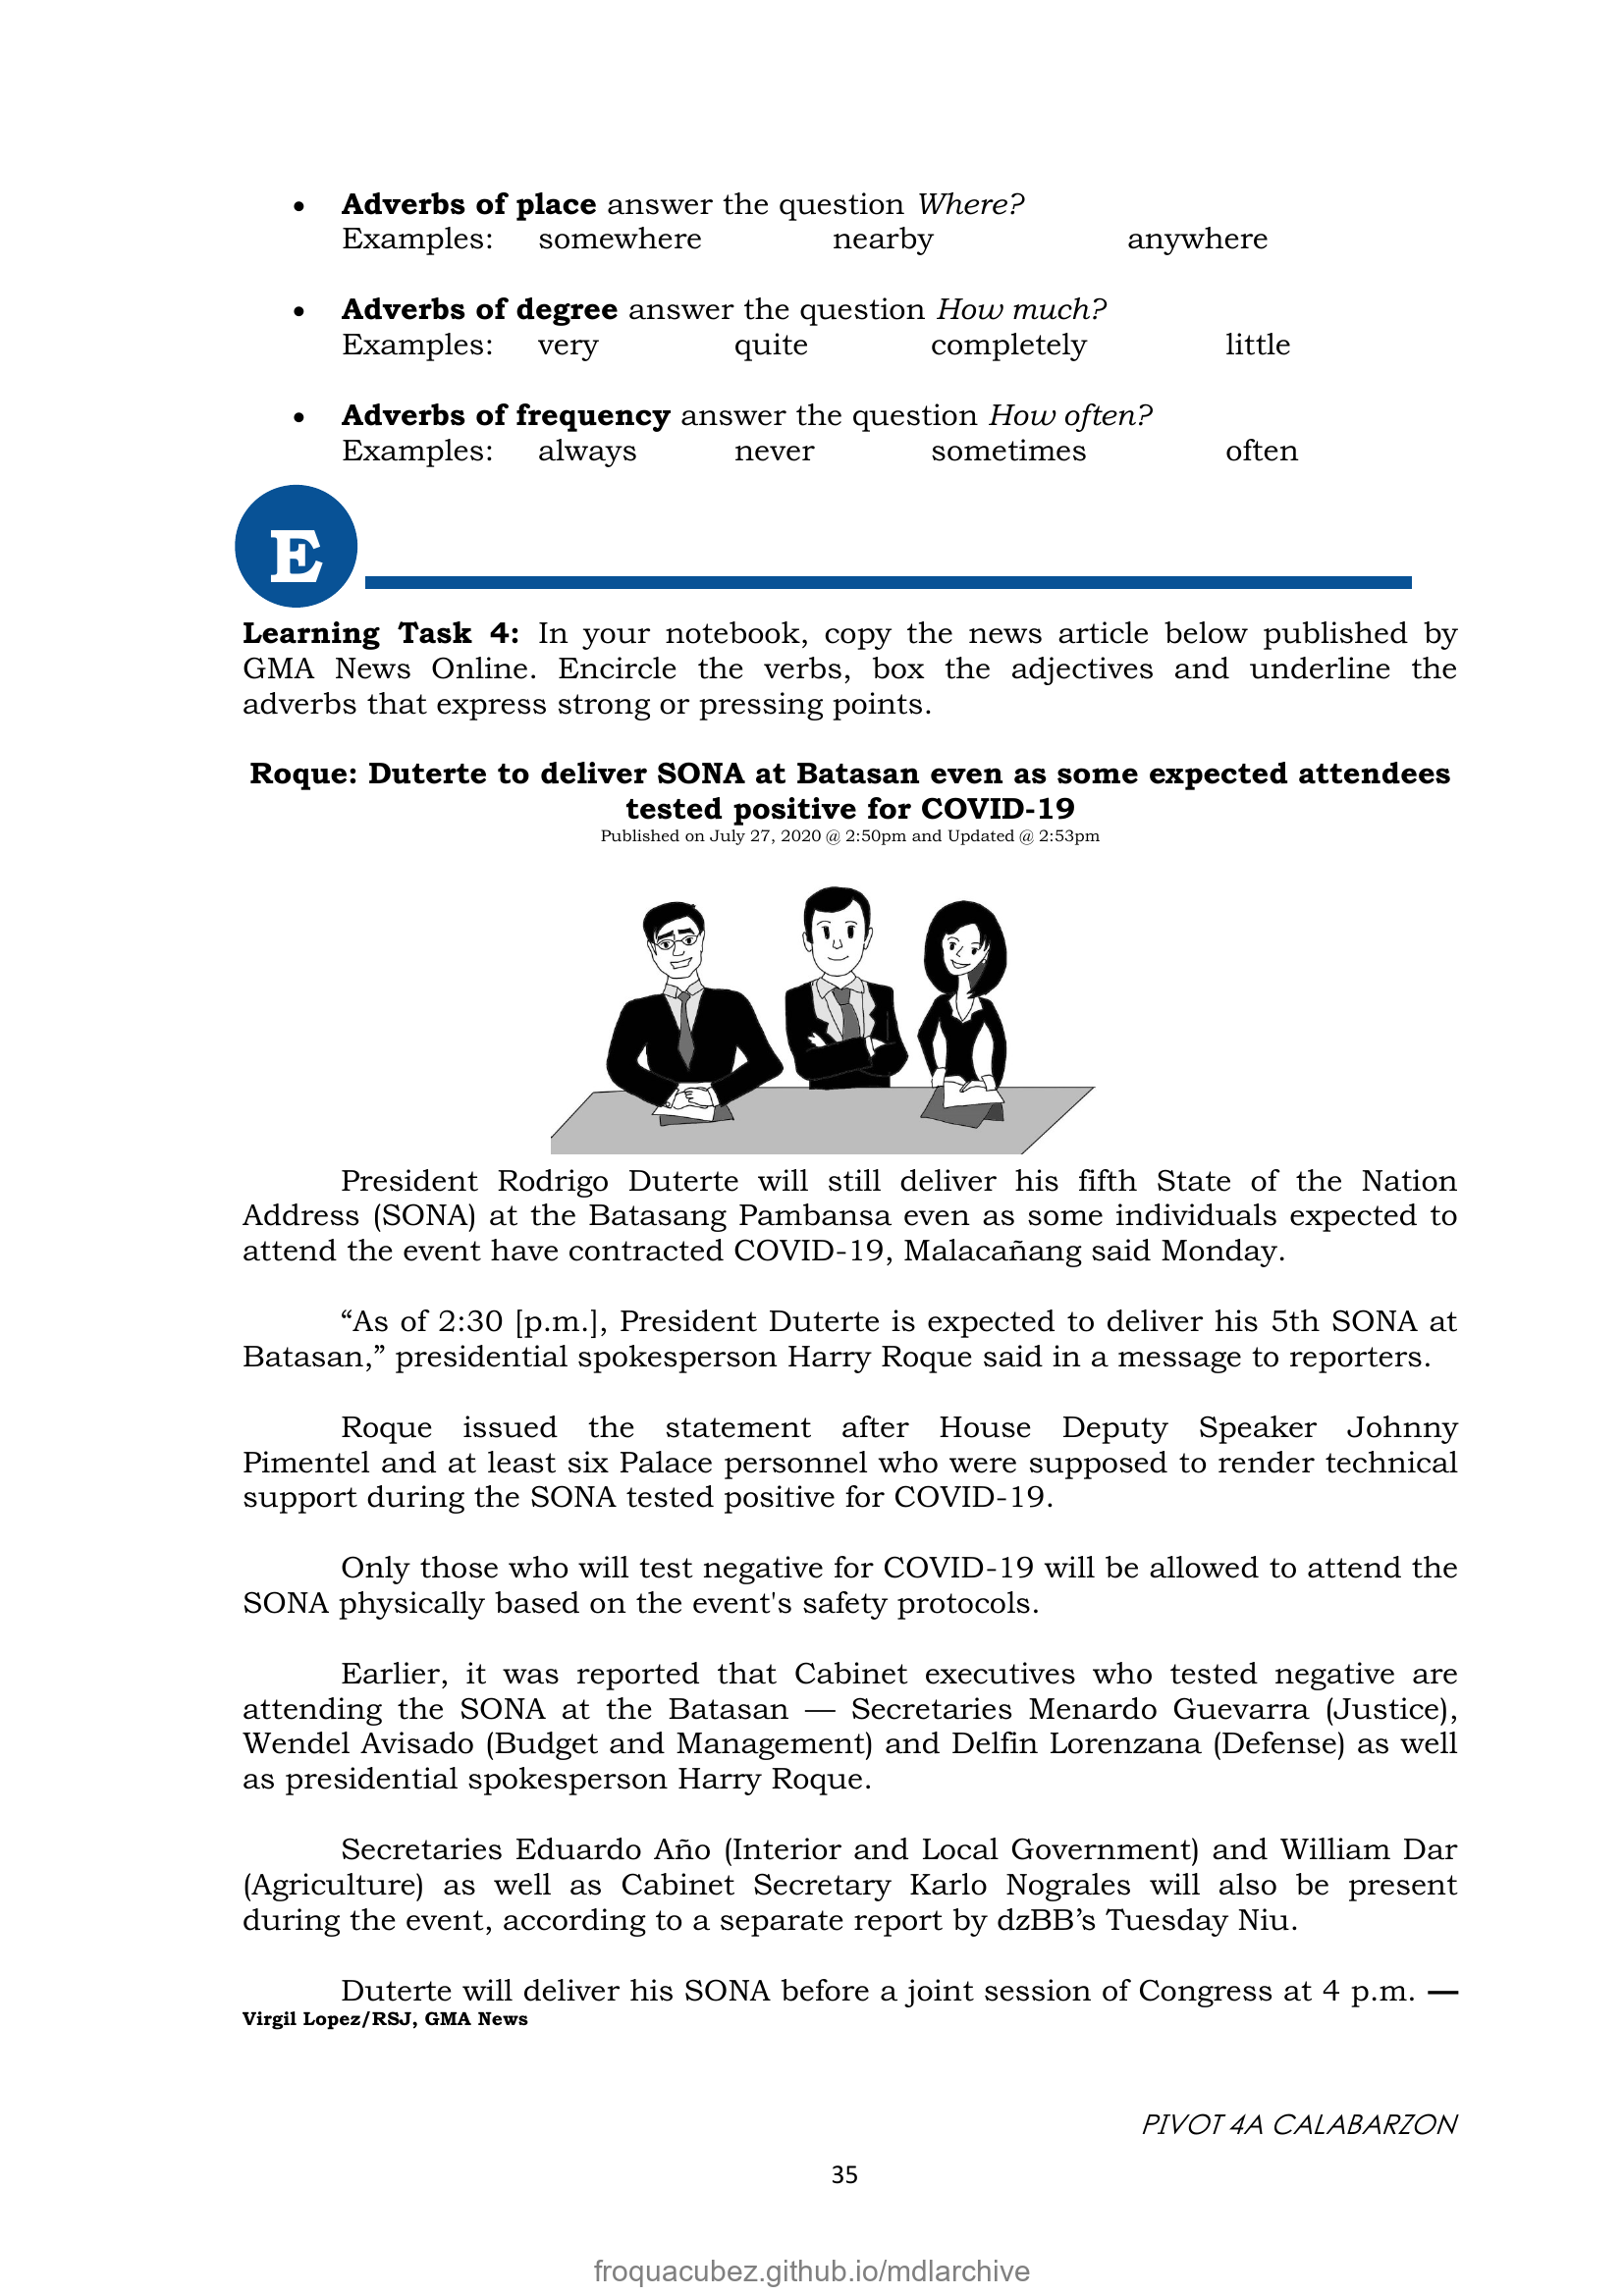 • Adverbs of place answer the question Where?
Examples: somewhere nearby anywhere
• Adverbs of degree answer the question How much?
Examples: very quite completely little
• Adverbs of frequency answer the question How often?
Examples: always never sometimes often
E
Learning Task 4: In your notebook, copy the news article below published by
GMA News Online. Encircle the verbs, box the adjectives and underline the
adverbs that express strong or pressing points.
Roque: Duterte to deliver SONA at Batasan even as some expected attendees
tested positive for COVID-19
Published on July 27, 2020 @ 2:50pm and Updated @ 2:53pm
President Rodrigo Duterte will still deliver his fifth State of the Nation
Address (SONA) at the Batasang Pambansa even as some individuals expected to
attend the event have contracted COVID-19, Malacañang said Monday.
“As of 2:30 [p.m.], President Duterte is expected to deliver his 5th SONA at
Batasan,” presidential spokesperson Harry Roque said in a message to reporters.
Roque issued the statement after House Deputy Speaker Johnny
Pimentel and at least six Palace personnel who were supposed to render technical
support during the SONA tested positive for COVID-19.
Only those who will test negative for COVID-19 will be allowed to attend the
SONA physically based on the event's safety protocols.
Earlier, it was reported that Cabinet executives who tested negative are
attending the SONA at the Batasan — Secretaries Menardo Guevarra (Justice),
Wendel Avisado (Budget and Management) and Delfin Lorenzana (Defense) as well
as presidential spokesperson Harry Roque.
Secretaries Eduardo Año (Interior and Local Government) and William Dar
(Agriculture) as well as Cabinet Secretary Karlo Nograles will also be present
during the event, according to a separate report by dzBB’s Tuesday Niu.
Duterte will deliver his SONA before a joint session of Congress at 4 p.m. —
Virgil Lopez/RSJ, GMA News
PIVOT 4A CALABARZON
35
froquacubez.github.io/mdlarchive